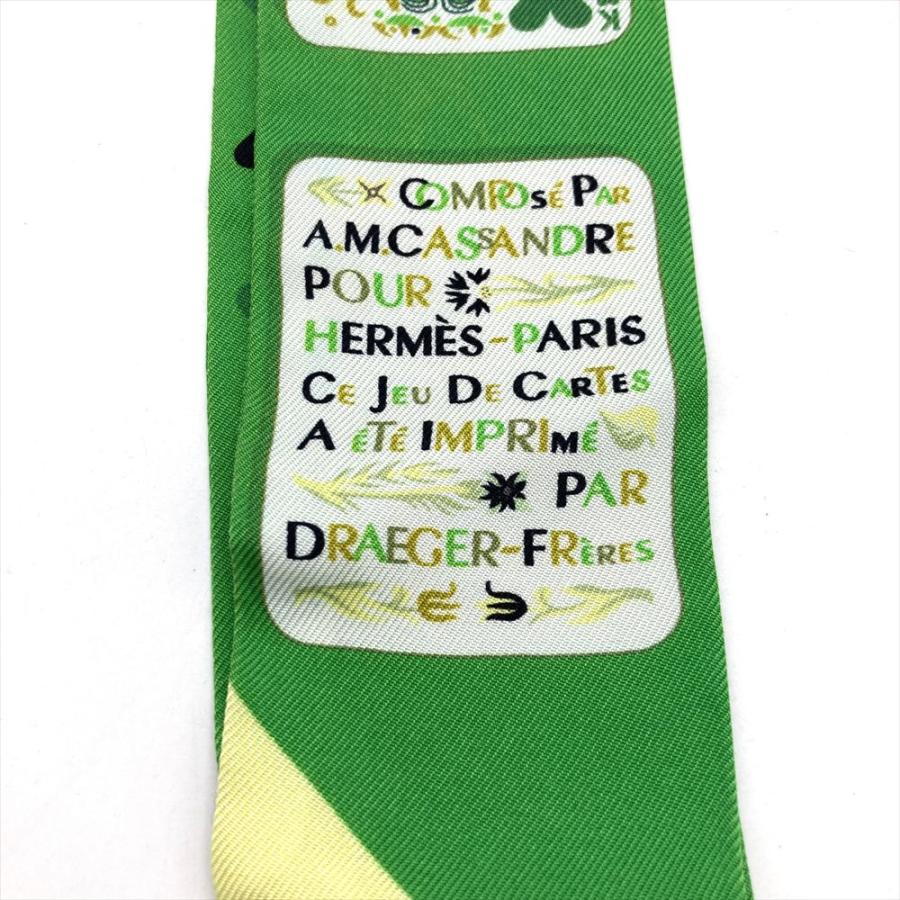 K
COMPOSÉ PAR
A.M.CASSANDRE
POUR
HERMÈS-PARIS
CE JEU DE CARTES
A ÉTÉ IMPRIMÉ
PAR
DRAEGER-FRÈRES